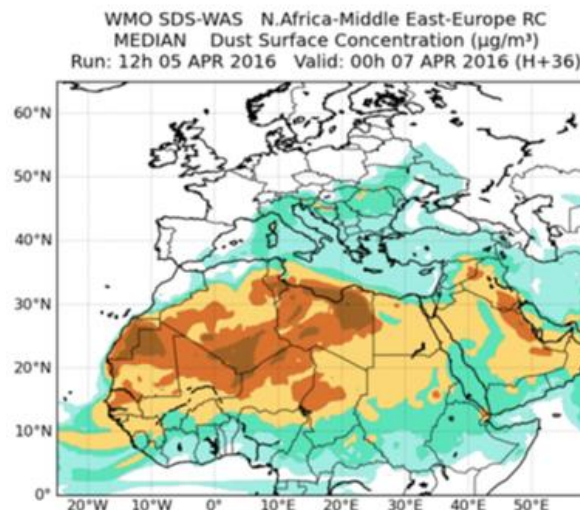 WMO SDS-WAS N.Africa-Middle East-Europe RC
MEDIAN Dust Surface Concentration (µg/m³)
Run: 12h 05 APR 2016 Valid: 00h 07 APR 2016 (H+36)
60°N
50°N
40°N
30°N
20°N
10°N
0°
20°W 10°W 0° 10°E 20°E 30°E 40°E 50°E